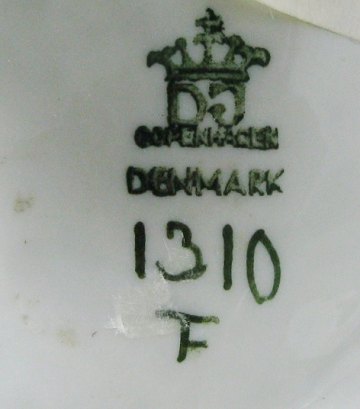 DJ
COPENHAGEN
DENMARK
1310
F